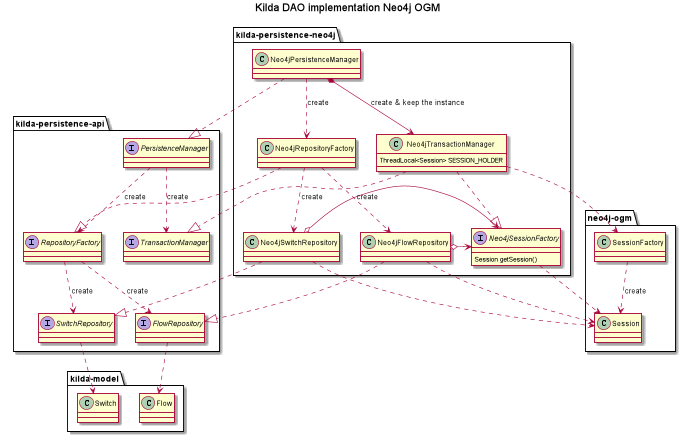 Kilda DAO implementation Neo4j OGM
kilda-persistence-neo4j
C Neo4jPersistenceManager
create
create & keep the instance
kilda-persistence-api
I PersistenceManager
C Neo4jRepositoryFactory
C Neo4jTransactionManager
ThreadLocal<Session> SESSION_HOLDER
create
create
create
create
neo4j-ogm
I RepositoryFactory
I TransactionManager
C Neo4jSwitchRepository
C Neo4jFlowRepository
I Neo4jSessionFactory
Session getSession()
C SessionFactory
create
create
create
I SwitchRepository
I FlowRepository
C Session
kilda-model
C Switch
C Flow